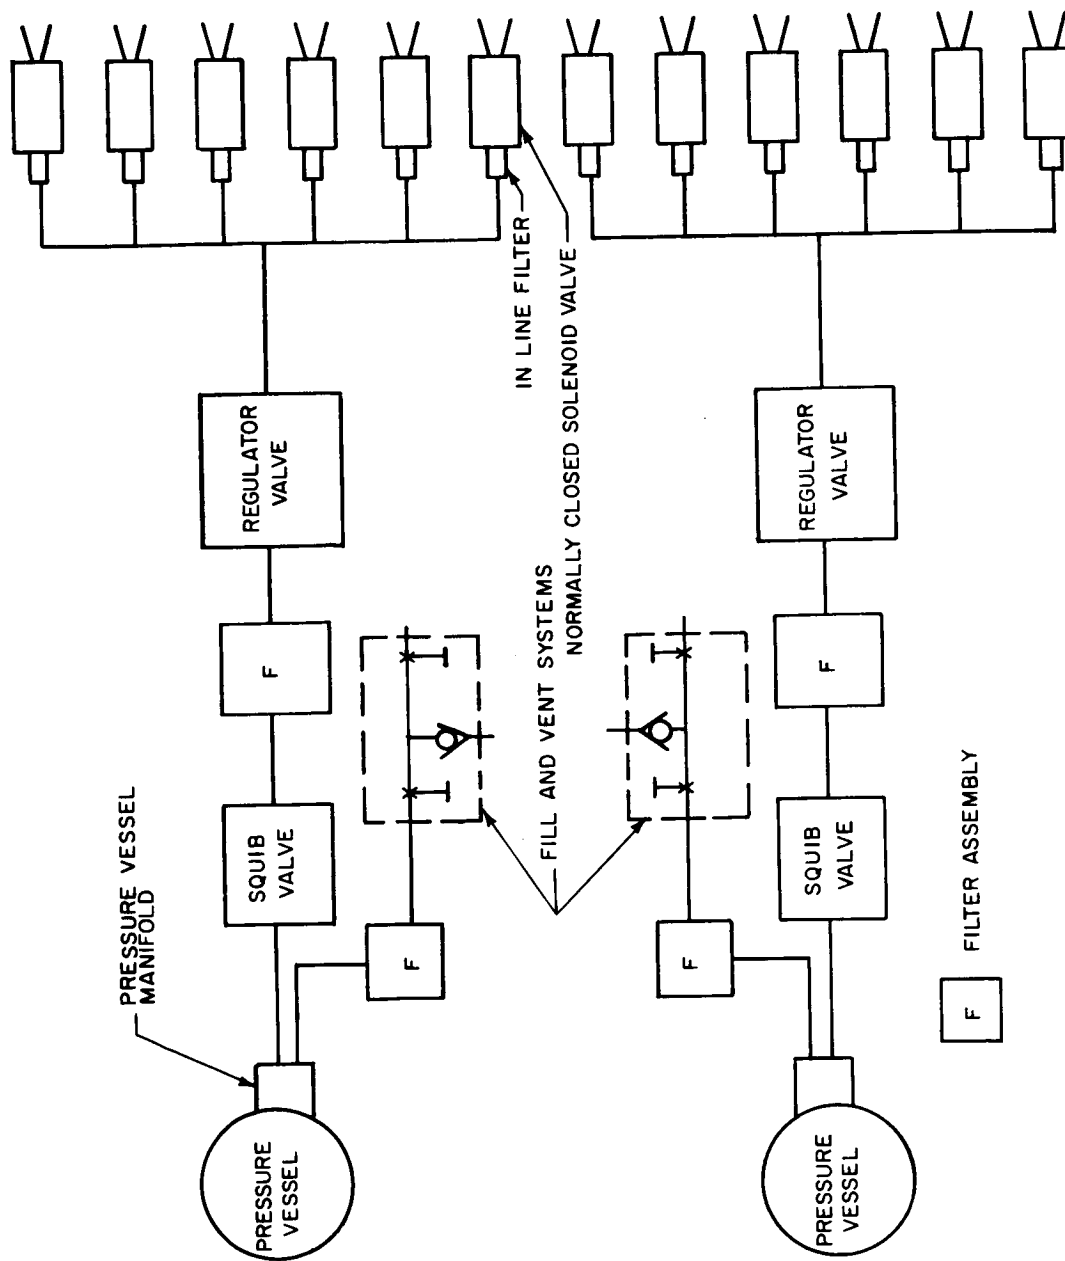 PRESSURE
VESSEL
PRESSURE VESSEL
MANIFOLD
SQUIB
VALVE
F
F
REGULATOR
VALVE
IN LINE FILTER
NORMALLY CLOSED SOLENOID VALVE
FILL AND VENT SYSTEMS
PRESSURE
VESSEL
F
SQUIB
VALVE
F
REGULATOR
VALVE
F FILTER ASSEMBLY